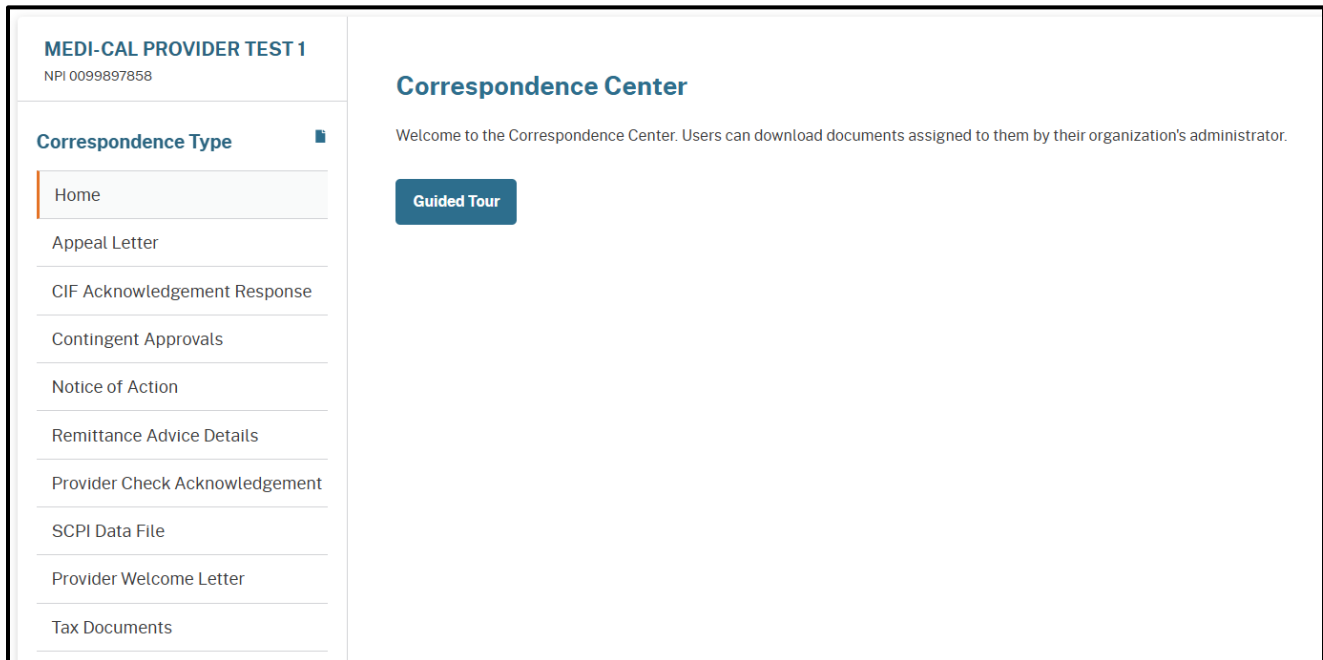 MEDI-CAL PROVIDER TEST 1
NPI 0099897858
Correspondence Type
Home
Appeal Letter
CIF Acknowledgement Response
Contingent Approvals
Notice of Action
Remittance Advice Details
Provider Check Acknowledgement
SCPI Data File
Provider Welcome Letter
Tax Documents
Correspondence Center
Welcome to the Correspondence Center. Users can download documents assigned to them by their organization's administrator.
Guided Tour